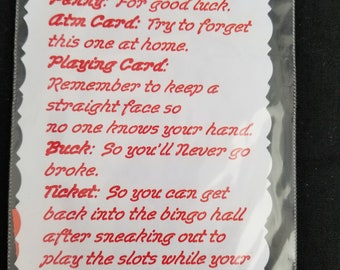 Penny: For good luck.
Atm Card: Try to forget
this one at home.
Playing Card:
Remember to keep a
straight face so
no one knows your hand.
Buck: So you'll Never go
broke.
Ticket: So you can get
back into the bingo hall
after sneaking out to
play the slots while your